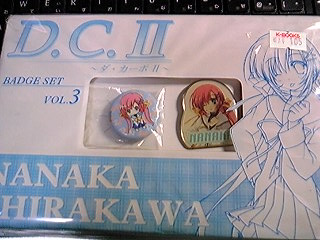 D.C.II
～ダ・カーポII～
K-BOOKS
BADGE SET
VOL.3
NANAKA
SHIRAKAWA